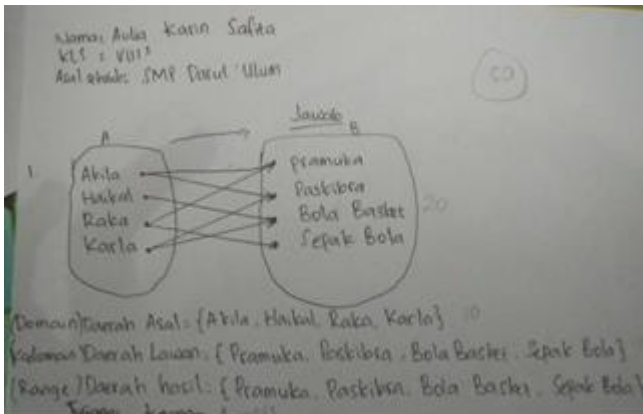 Nama: Aulia Karin Safita
KLS : VIII³
Asal sekolah: SMP Darul 'Ulum
Jawab
A
B
1.
Akila
Haikal
Raka
Karla
Pramuka
Paskibra
Bola Basket
Sepak Bola
20
(Domain) Daerah Asal : {Akila, Haikal, Raka, Karla}
Kodomain Daerah Lawan : {Pramuka, Paskibra, Bola Basket, Sepak Bola}
(Range) Daerah hasil : {Pramuka, Paskibra, Bola Basket, Sepak Bola}